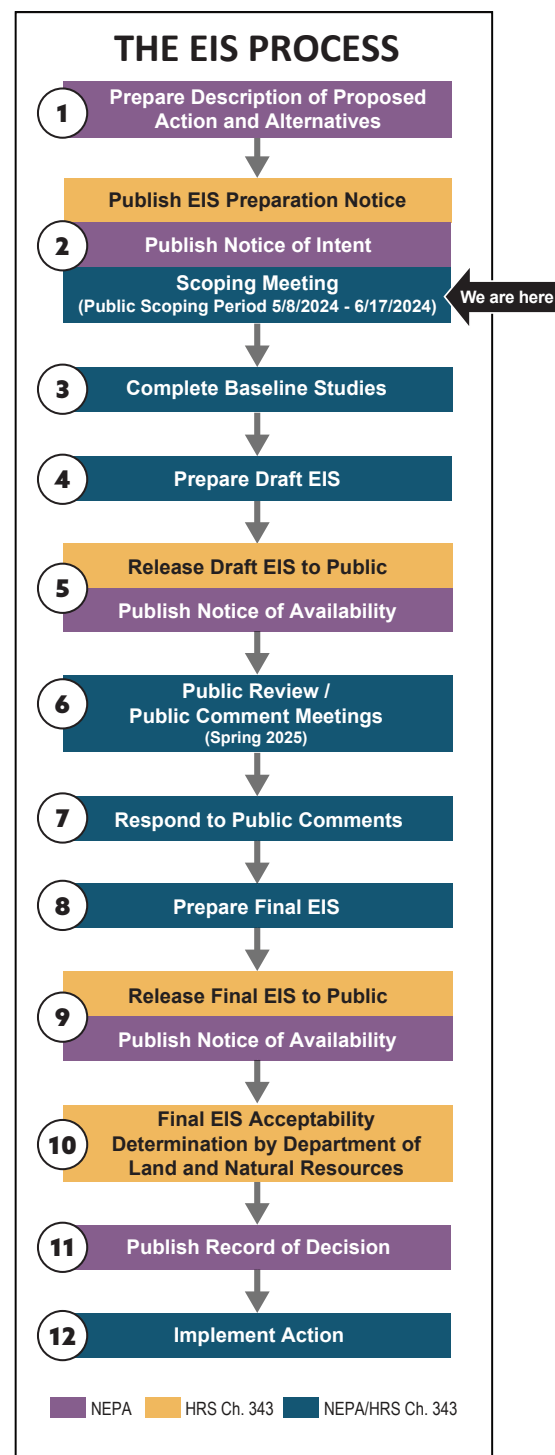 THE EIS PROCESS
1
Prepare Description of Proposed
Action and Alternatives
Publish EIS Preparation Notice
2
Publish Notice of Intent
Scoping Meeting
(Public Scoping Period 5/8/2024 - 6/17/2024)
We are here
3
Complete Baseline Studies
4
Prepare Draft EIS
5
Release Draft EIS to Public
Publish Notice of Availability
6
Public Review /
Public Comment Meetings
(Spring 2025)
7
Respond to Public Comments
8
Prepare Final EIS
9
Release Final EIS to Public
Publish Notice of Availability
10
Final EIS Acceptability
Determination by Department of
Land and Natural Resources
11
Publish Record of Decision
12
Implement Action
NEPA
HRS Ch. 343
NEPA/HRS Ch. 343